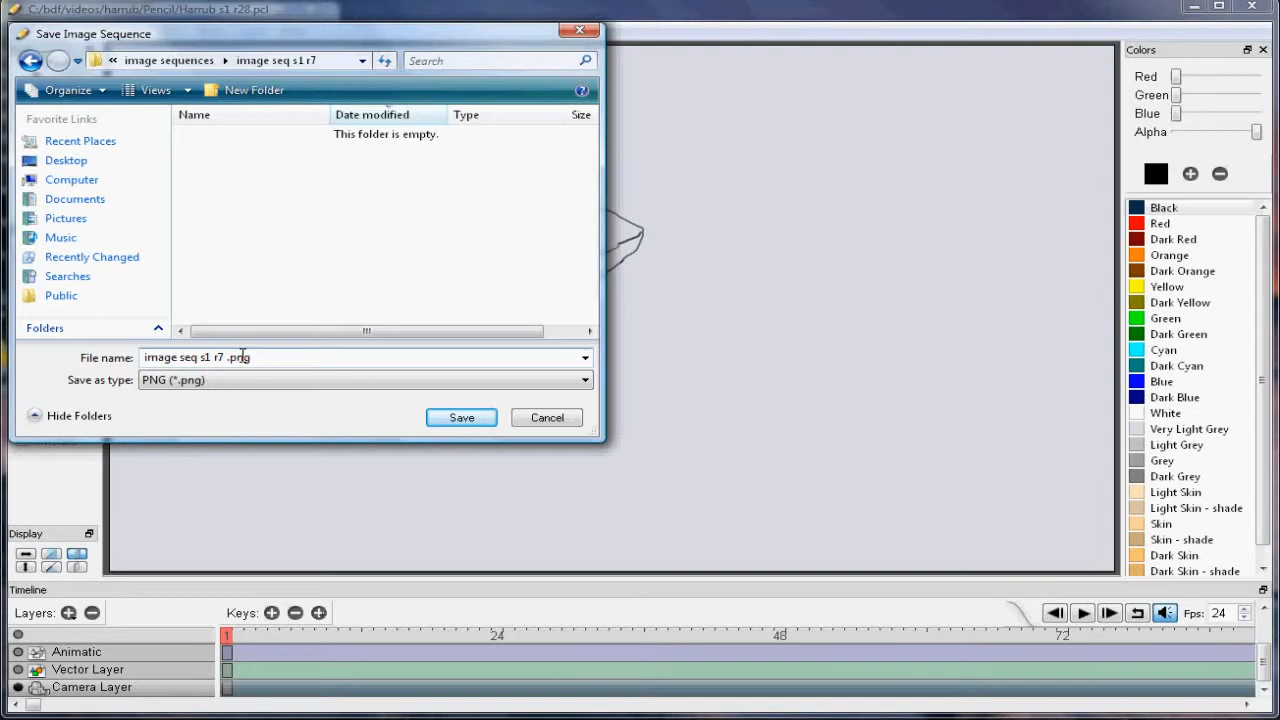 C:/bdf/videos/harrub/Pencil/Harrub s1 r28.pcl
Save Image Sequence
image sequences
image seq s1 r7
Search
Organize
Views
New Folder
Favorite Links
Recent Places
Desktop
Computer
Documents
Pictures
Music
Recently Changed
Searches
Public
Folders
Name
Date modified
Type
Size
This folder is empty.
File name:
image seq s1 r7 .png
Save as type:
PNG (*.png)
Hide Folders
Save
Cancel
Colors
Red
Green
Blue
Alpha
Black
Red
Dark Red
Orange
Dark Orange
Yellow
Dark Yellow
Green
Dark Green
Cyan
Dark Cyan
Blue
Dark Blue
White
Very Light Grey
Light Grey
Grey
Dark Grey
Light Skin
Light Skin - shade
Skin
Skin - shade
Dark Skin
Dark Skin - shade
Display
Timeline
Layers:
Keys:
Fps: 24
1
24
48
72
Animatic
Vector Layer
Camera Layer